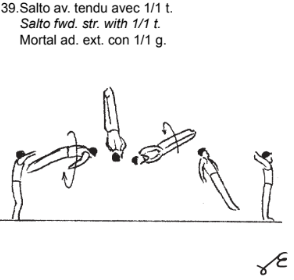 39.Salto av. tendu avec 1/1 t.
Salto fwd. str. with 1/1 t.
Mortal ad. ext. con 1/1 g.